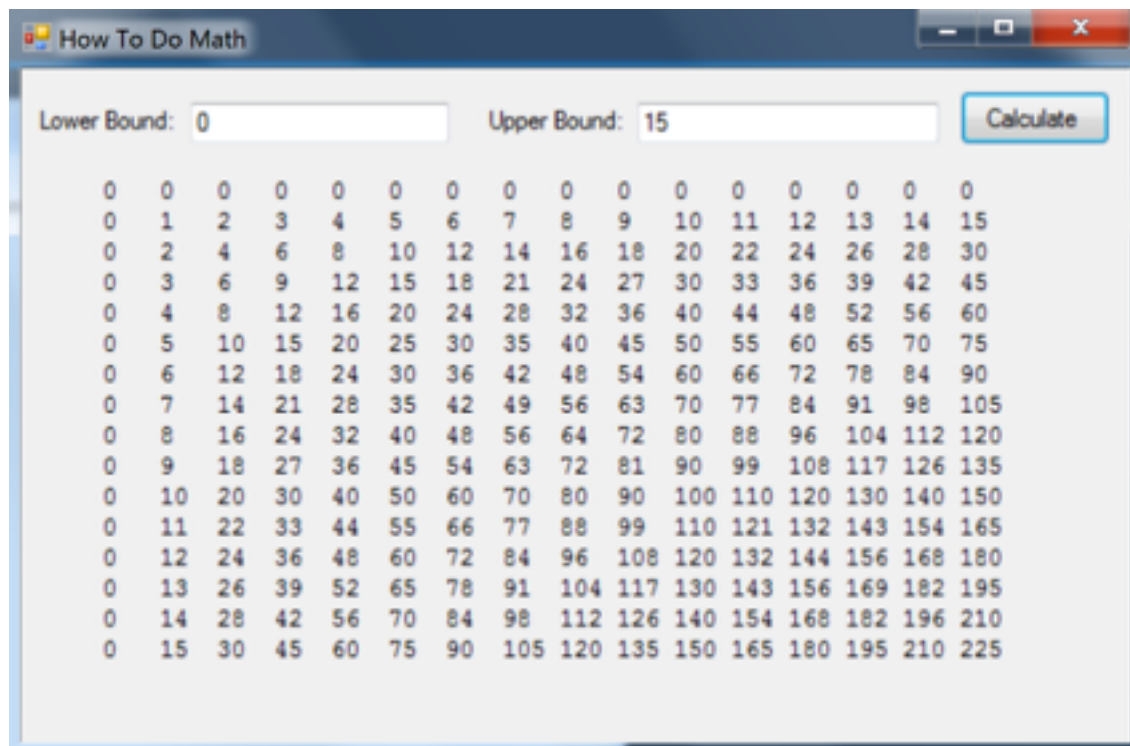 How To Do Math
Lower Bound: 0 Upper Bound: 15 Calculate
0 0 0 0 0 0 0 0 0 0 0 0 0 0 0 0
0 1 2 3 4 5 6 7 8 9 10 11 12 13 14 15
0 2 4 6 8 10 12 14 16 18 20 22 24 26 28 30
0 3 6 9 12 15 18 21 24 27 30 33 36 39 42 45
0 4 8 12 16 20 24 28 32 36 40 44 48 52 56 60
0 5 10 15 20 25 30 35 40 45 50 55 60 65 70 75
0 6 12 18 24 30 36 42 48 54 60 66 72 78 84 90
0 7 14 21 28 35 42 49 56 63 70 77 84 91 98 105
0 8 16 24 32 40 48 56 64 72 80 88 96 104 112 120
0 9 18 27 36 45 54 63 72 81 90 99 108 117 126 135
0 10 20 30 40 50 60 70 80 90 100 110 120 130 140 150
0 11 22 33 44 55 66 77 88 99 110 121 132 143 154 165
0 12 24 36 48 60 72 84 96 108 120 132 144 156 168 180
0 13 26 39 52 65 78 91 104 117 130 143 156 169 182 195
0 14 28 42 56 70 84 98 112 126 140 154 168 182 196 210
0 15 30 45 60 75 90 105 120 135 150 165 180 195 210 225